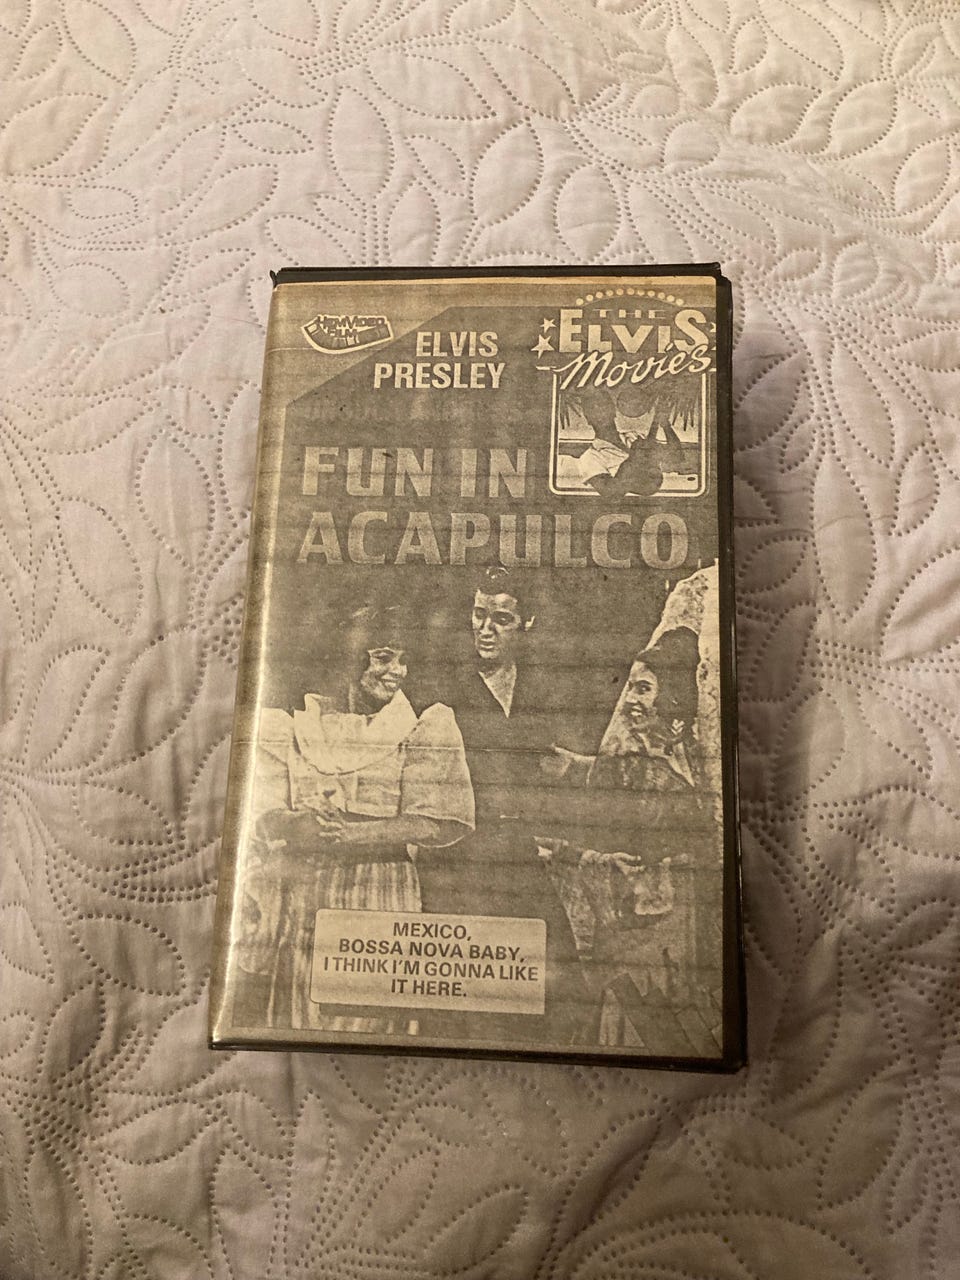 ELVIS
PRESLEY
THE
ELVIS
Movies
FUN IN
ACAPULCO
MEXICO,
BOSSA NOVA BABY,
I THINK I'M GONNA LIKE
IT HERE.